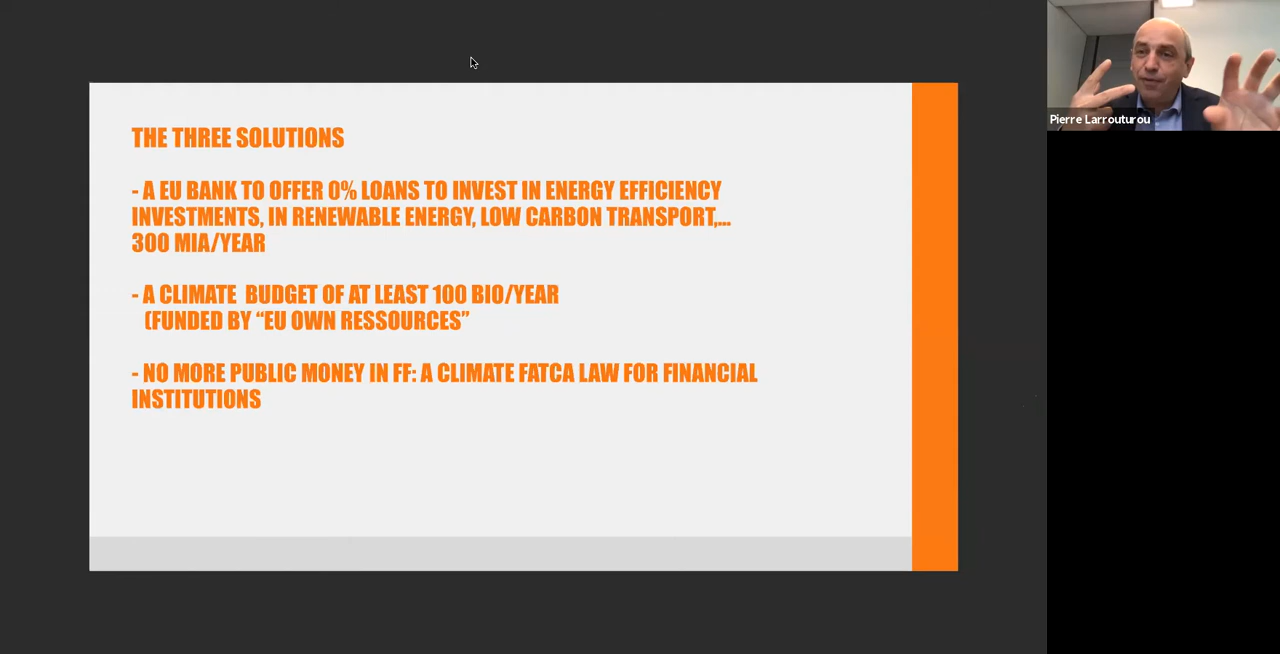 THE THREE SOLUTIONS
- A EU BANK TO OFFER 0% LOANS TO INVEST IN ENERGY EFFICIENCY
INVESTMENTS, IN RENEWABLE ENERGY, LOW CARBON TRANSPORT,...
300 MIA/YEAR
- A CLIMATE  BUDGET OF AT LEAST 100 BIO/YEAR
(FUNDED BY “EU OWN RESSOURCES”
- NO MORE PUBLIC MONEY IN FF: A CLIMATE FATCA LAW FOR FINANCIAL
INSTITUTIONS
Pierre Larrouturou